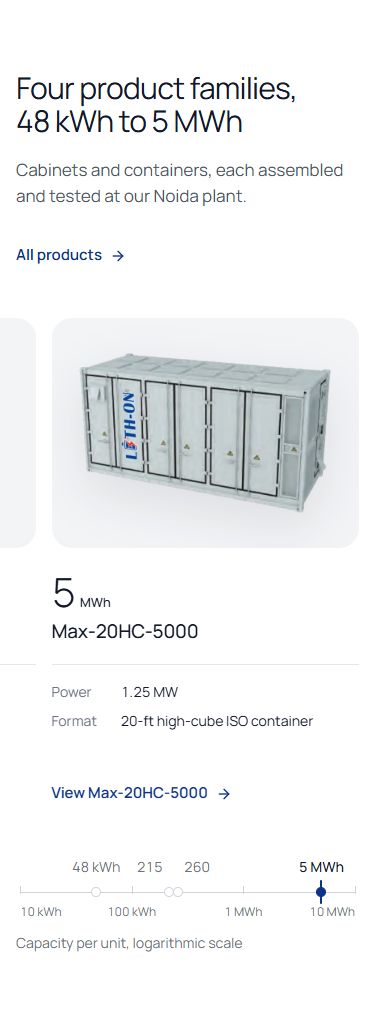 Four product families,
48 kWh to 5 MWh
Cabinets and containers, each assembled
and tested at our Noida plant.
All products →
5 MWh
Max-20HC-5000
Power 1.25 MW
Format 20-ft high-cube ISO container
View Max-20HC-5000 →
48 kWh 215 260 5 MWh
10 kWh 100 kWh 1 MWh 10 MWh
Capacity per unit, logarithmic scale